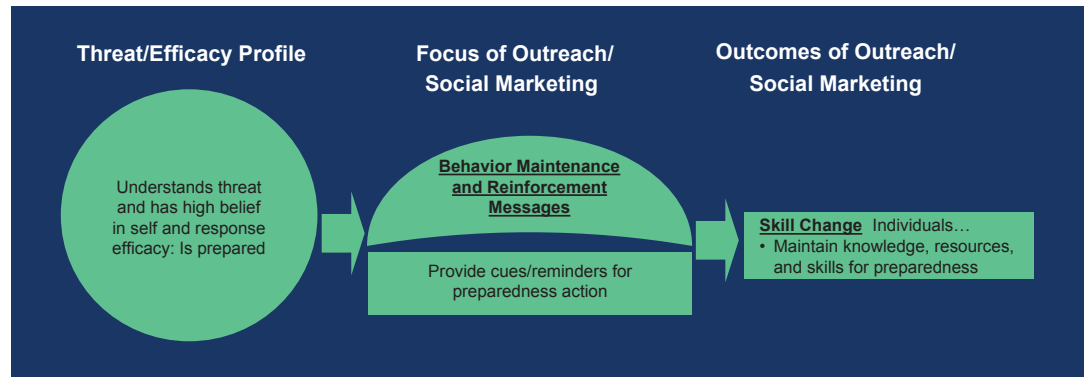 Threat/Efficacy Profile
Focus of Outreach/
Social Marketing
Outcomes of Outreach/
Social Marketing
Understands threat
and has high belief
in self and response
efficacy: Is prepared
Behavior Maintenance
and Reinforcement
Messages
Provide cues/reminders for
preparedness action
Skill Change Individuals…
• Maintain knowledge, resources,
and skills for preparedness